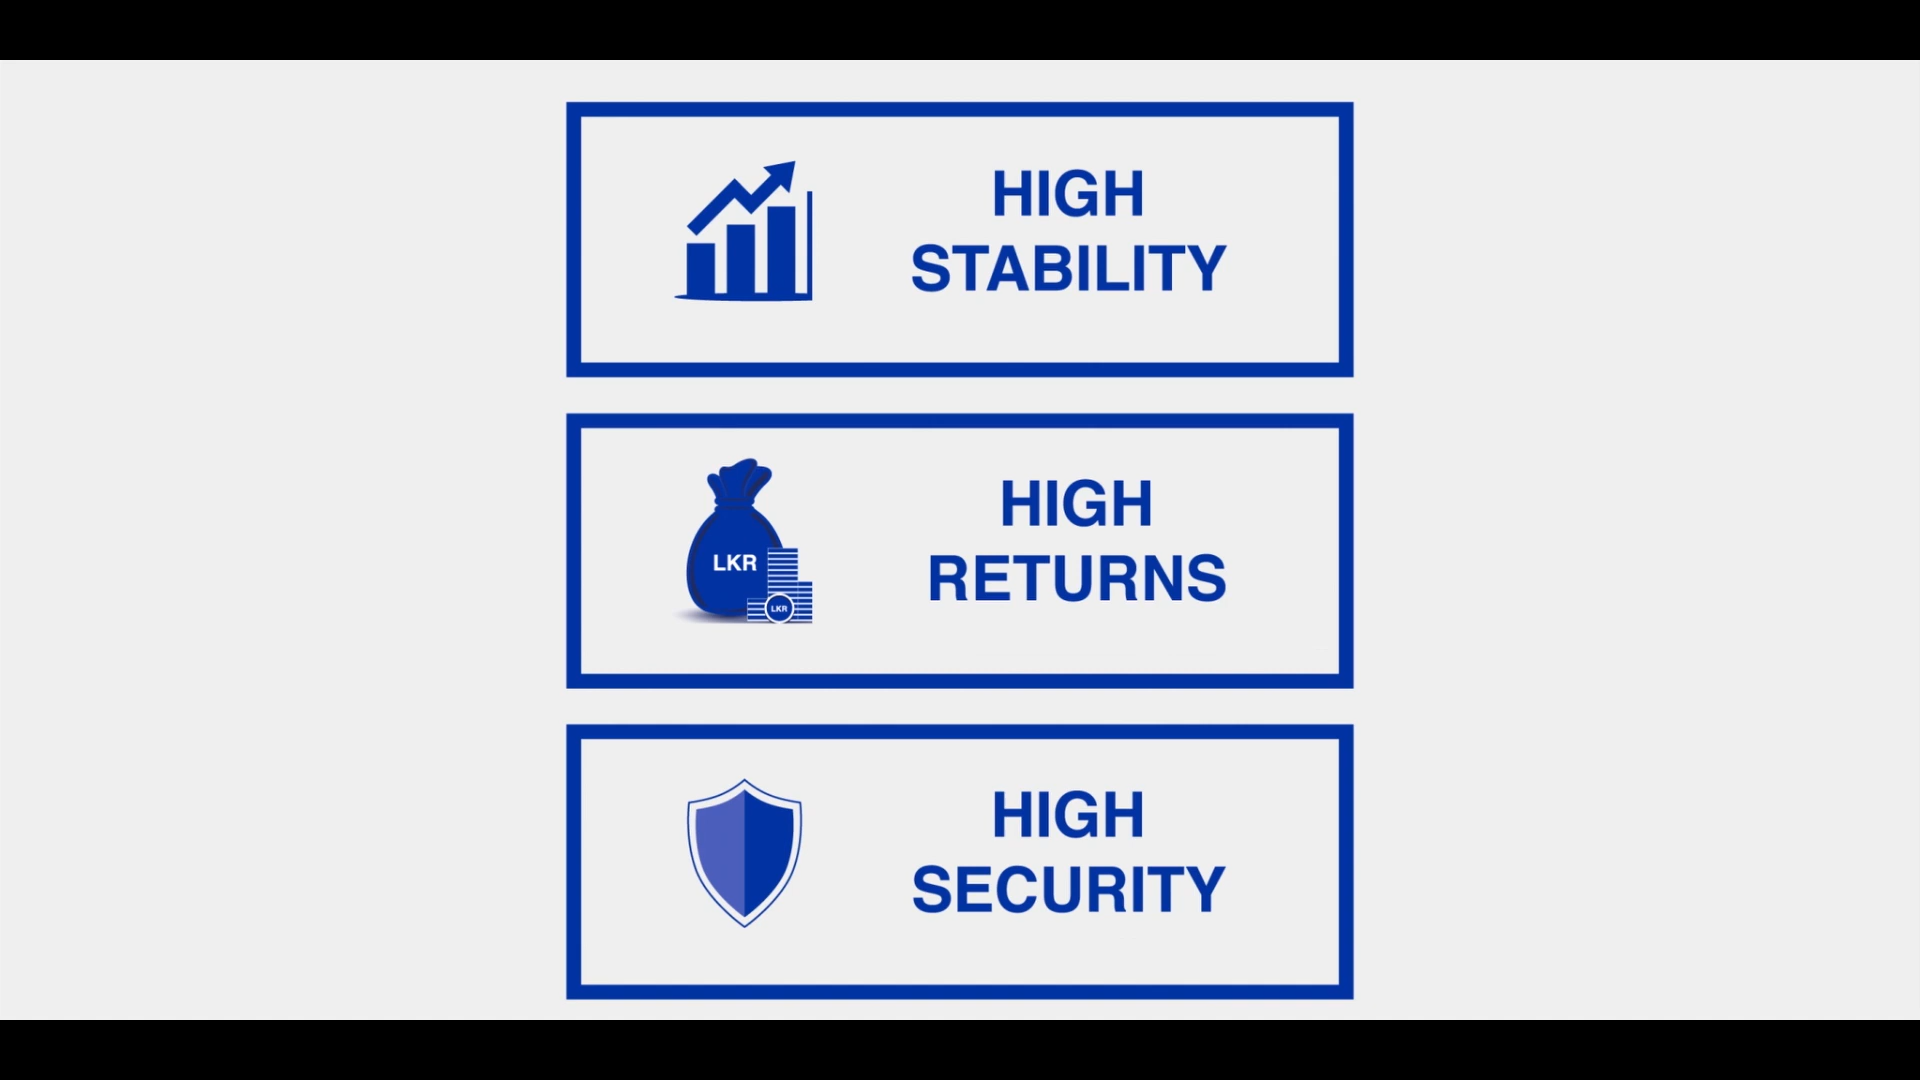 HIGH
STABILITY
LKR
LKR
HIGH
RETURNS
HIGH
SECURITY